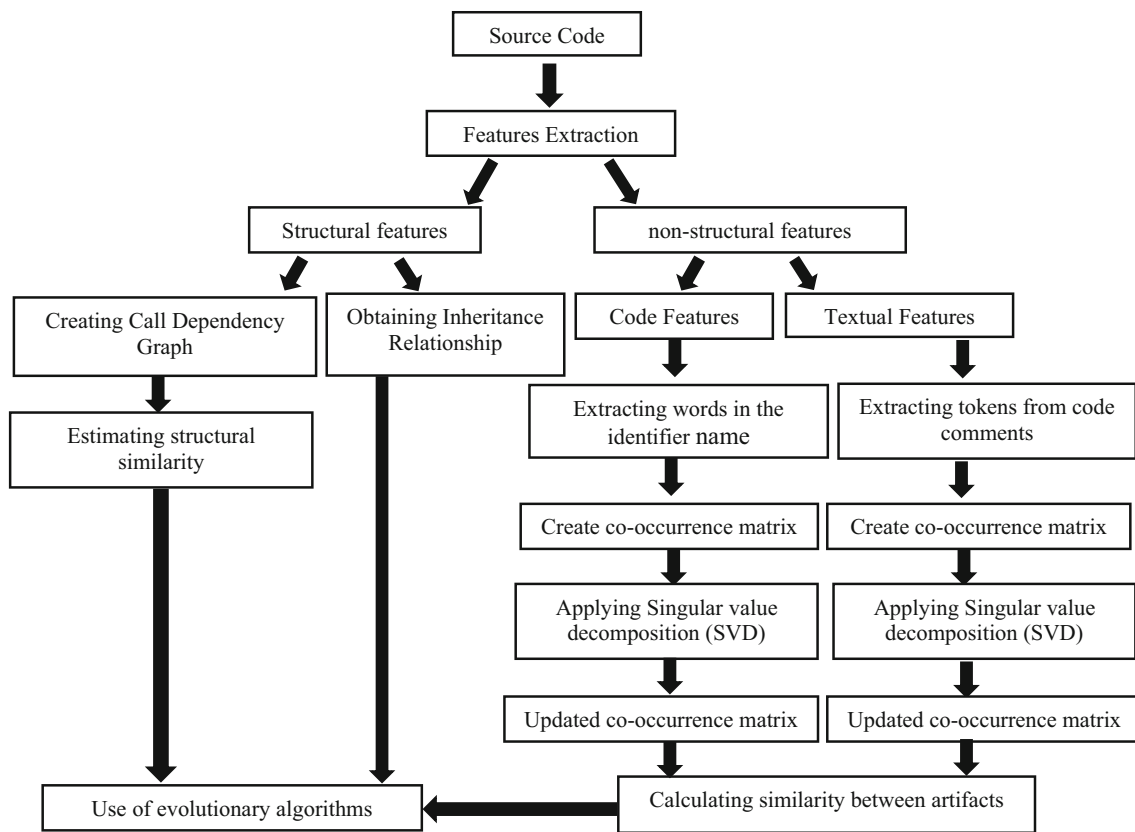 Source Code
Features Extraction
Structural features
non-structural features
Creating Call Dependency
Graph
Obtaining Inheritance
Relationship
Code Features
Textual Features
Estimating structural
similarity
Extracting words in the
identifier name
Extracting tokens from code
comments
Create co-occurrence matrix
Create co-occurrence matrix
Applying Singular value
decomposition (SVD)
Applying Singular value
decomposition (SVD)
Updated co-occurrence matrix
Updated co-occurrence matrix
Use of evolutionary algorithms
Calculating similarity between artifacts